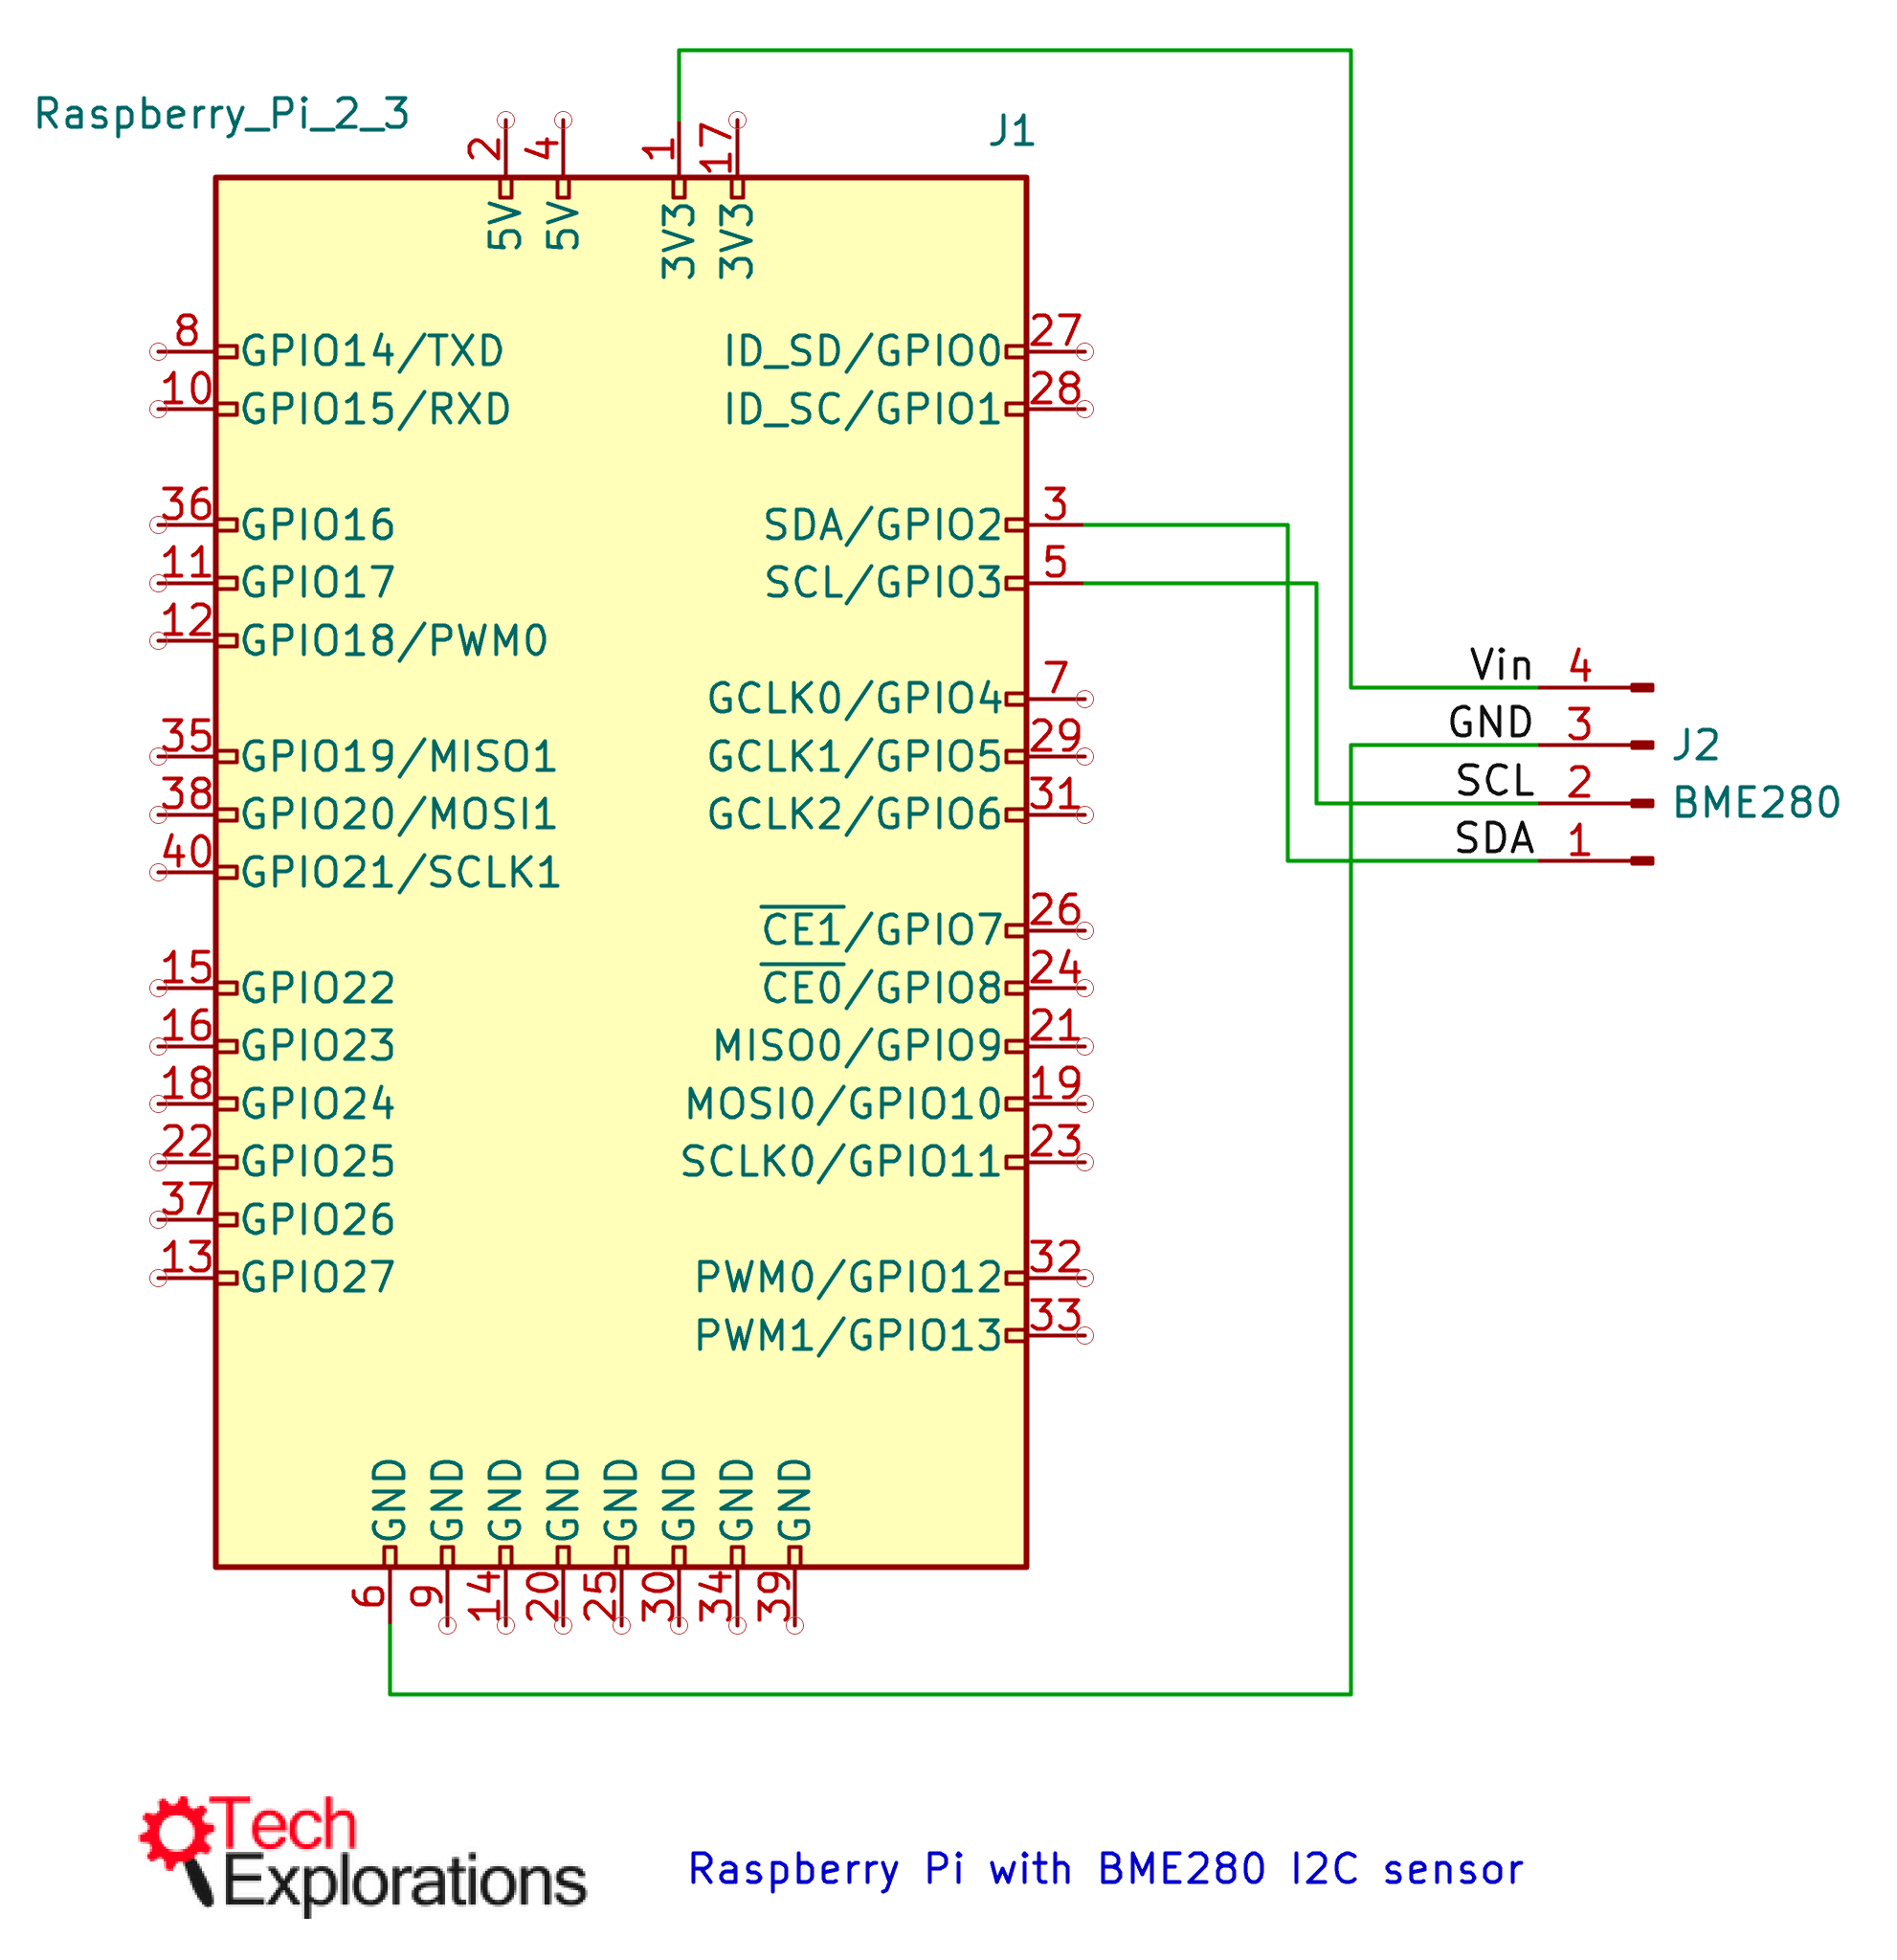 Raspberry_Pi_2_3
J1
2 4 1 17
5V 5V 3V3 3V3
8 GPIO14/TXD ID_SD/GPIO0 27
10 GPIO15/RXD ID_SC/GPIO1 28
36 GPIO16 SDA/GPIO2 3
11 GPIO17 SCL/GPIO3 5
12 GPIO18/PWM0
GCLK0/GPIO4 7
35 GPIO19/MISO1 GCLK1/GPIO5 29
38 GPIO20/MOSI1 GCLK2/GPIO6 31
40 GPIO21/SCLK1
CE1/GPIO7 26
15 GPIO22 CE0/GPIO8 24
16 GPIO23 MISO0/GPIO9 21
18 GPIO24 MOSI0/GPIO10 19
22 GPIO25 SCLK0/GPIO11 23
37 GPIO26
13 GPIO27 PWM0/GPIO12 32
PWM1/GPIO13 33
GND GND GND GND GND GND GND GND
6 9 14 20 25 30 34 39
Vin 4
GND 3
SCL 2
SDA 1
J2
BME280
Tech
Explorations
Raspberry Pi with BME280 I2C sensor